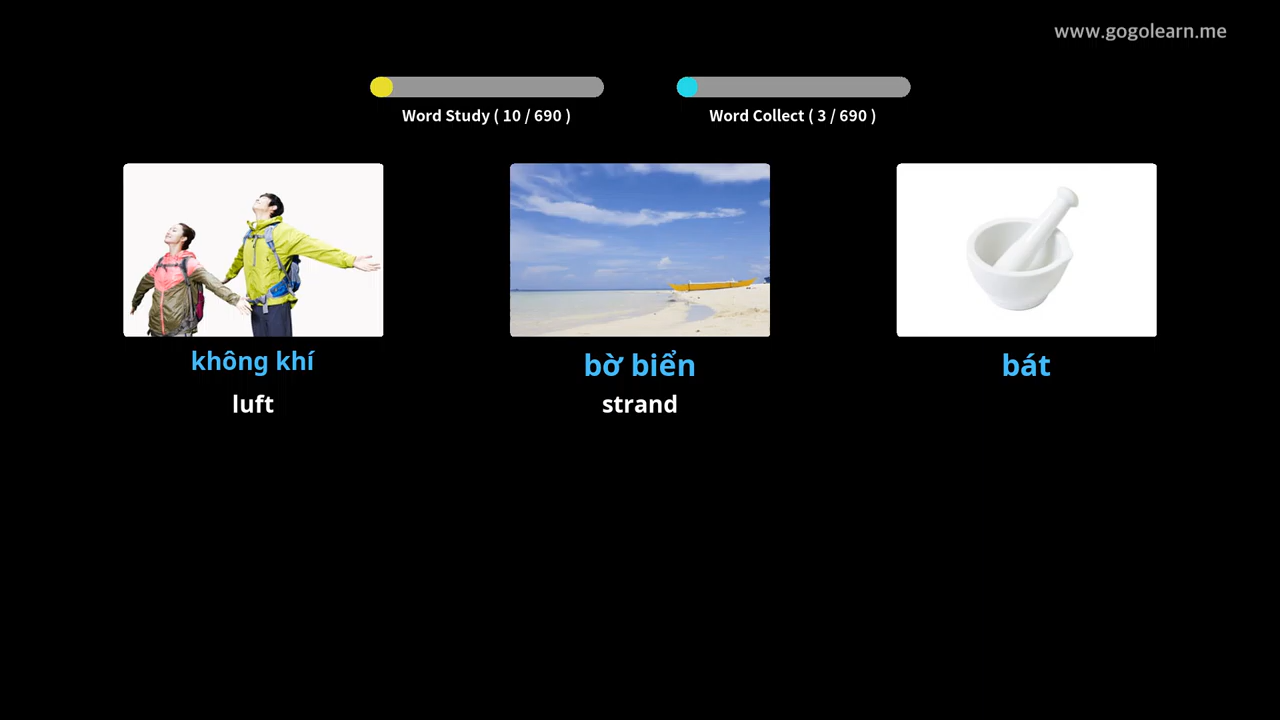 www.gogolearn.me
Word Study ( 10 / 690 )
Word Collect ( 3 / 690 )
không khí
bờ biển
bát
luft
strand